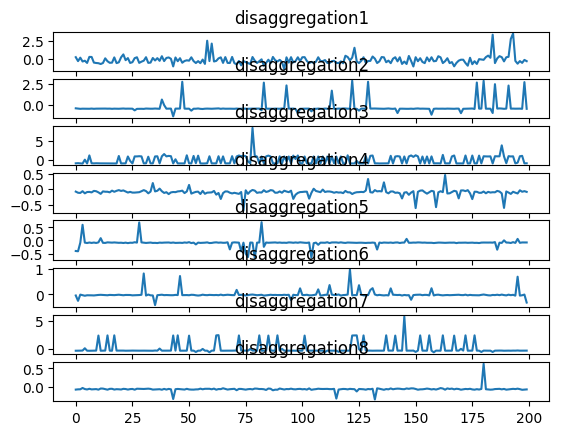 disaggregation1
2.5
0.0
disaggregation2
2.5
0.0
disaggregation3
5
0
disaggregation4
0.5
0.0
−0.5
disaggregation5
0.5
0.0
−0.5
disaggregation6
1
0
disaggregation7
5
0
disaggregation8
0.5
0.0
0 25 50 75 100 125 150 175 200